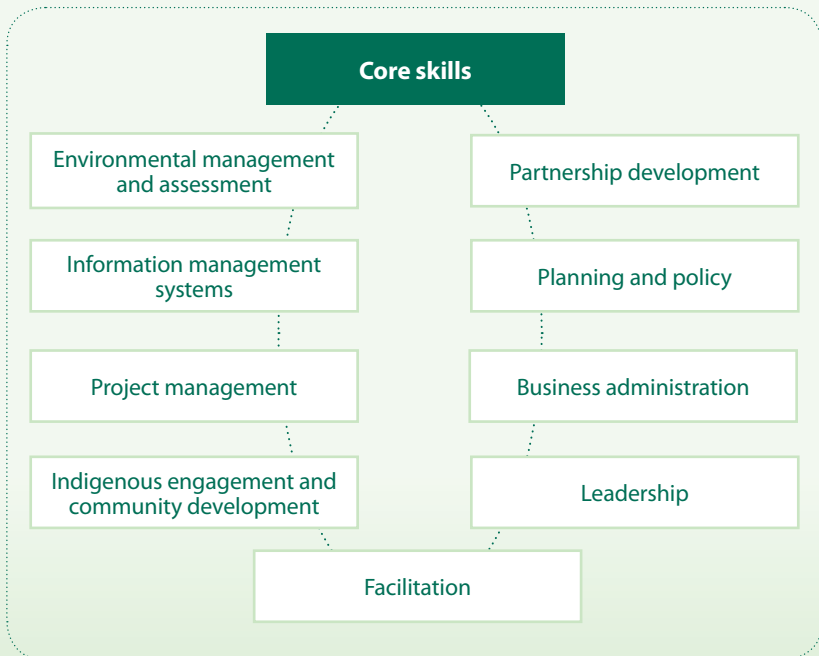 Core skills
Environmental management
and assessment
Partnership development
Information management
systems
Planning and policy
Project management
Business administration
Indigenous engagement and
community development
Leadership
Facilitation